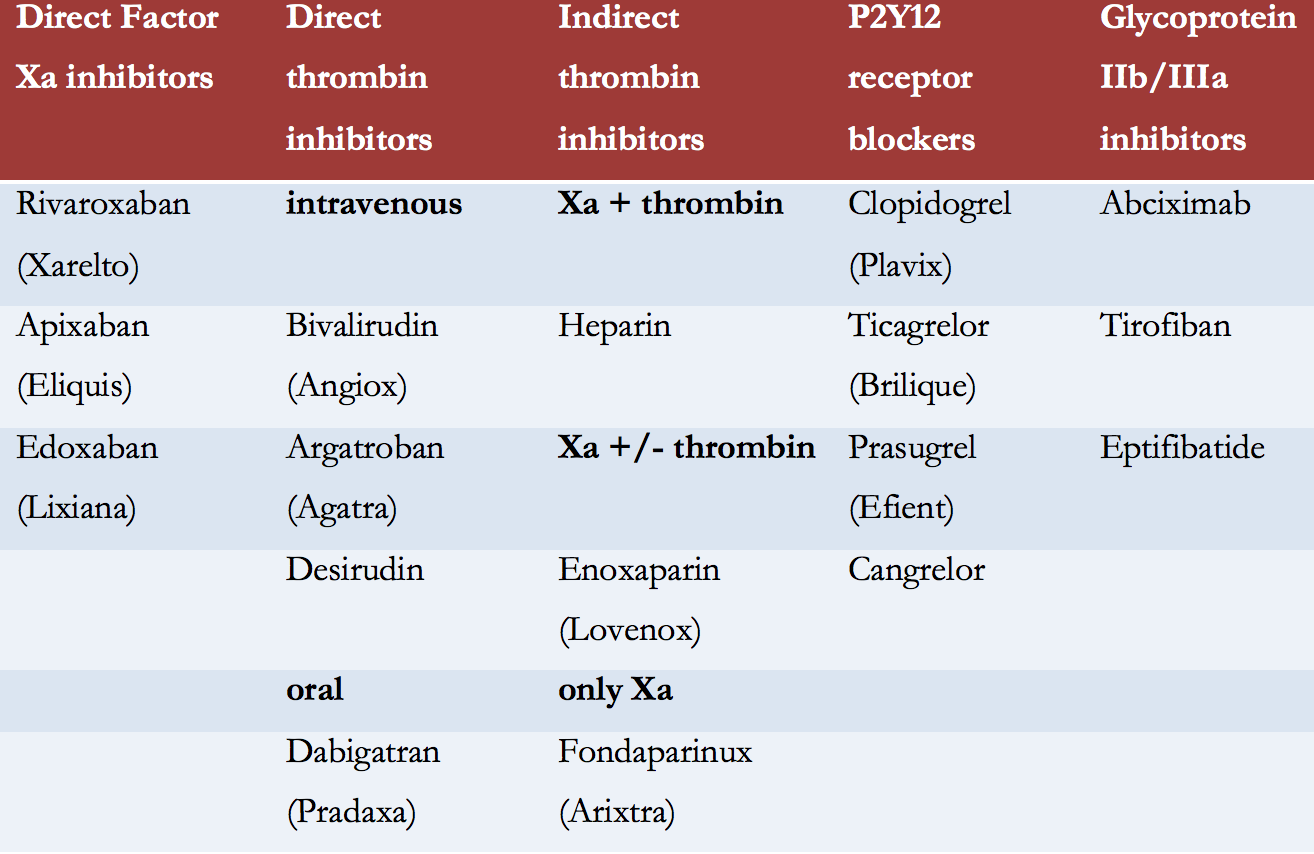 Direct Factor Direct Indirect P2Y12 Glycoprotein
Xa inhibitors thrombin thrombin receptor IIb/IIIa
inhibitors inhibitors blockers inhibitors
Rivaroxaban intravenous Xa + thrombin Clopidogrel Abciximab
(Xarelto) (Plavix)
Apixaban Bivalirudin Heparin Ticagrelor Tirofiban
(Eliquis) (Angiox) (Brilique)
Edoxaban Argatroban Xa +/- thrombin Prasugrel Eptifibatide
(Lixiana) (Agatra) (Efient)
Desirudin Enoxaparin Cangrelor
(Lovenox)
oral only Xa
Dabigatran Fondaparinux
(Pradaxa) (Arixtra)